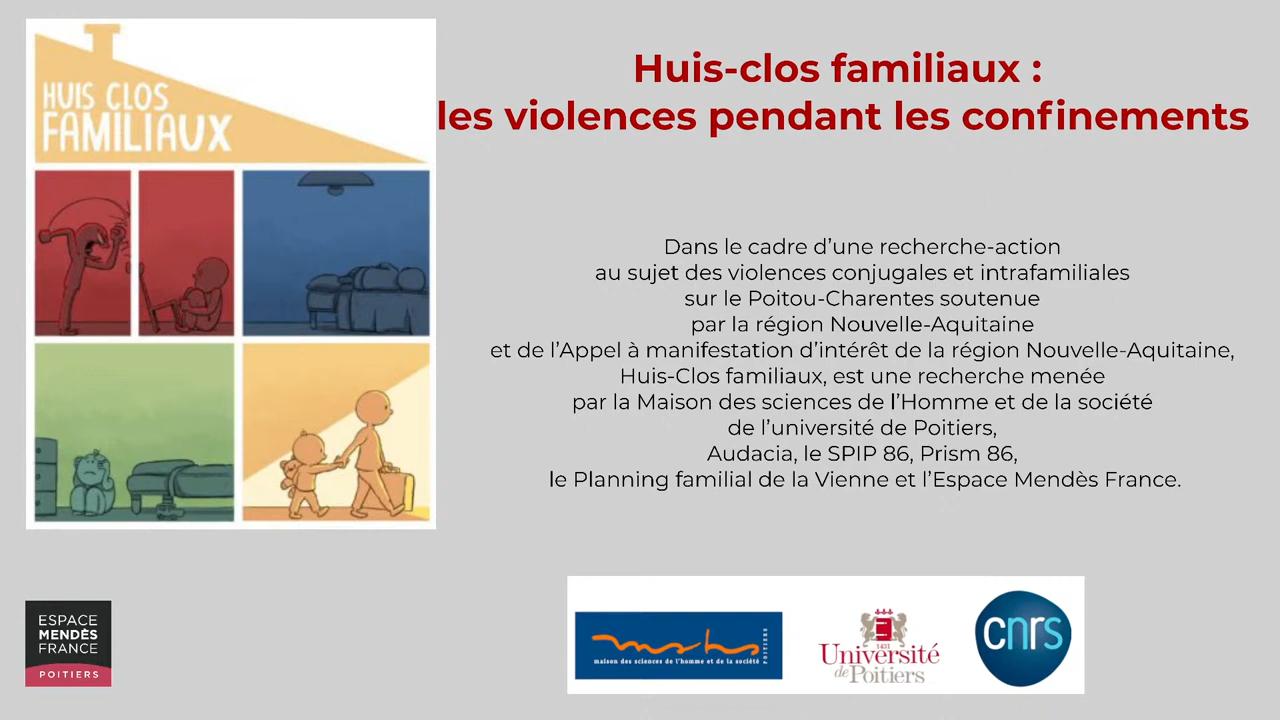 HUIS CLOS
FAMILIAUX
Huis-clos familiaux :
les violences pendant les confinements
Dans le cadre d'une recherche-action
au sujet des violences conjugales et intrafamiliales
sur le Poitou-Charentes soutenue
par la région Nouvelle-Aquitaine
et de l'Appel à manifestation d'intérêt de la région Nouvelle-Aquitaine,
Huis-Clos familiaux, est une recherche menée
par la Maison des sciences de l'Homme et de la société
de l'université de Poitiers,
Audacia, le SPIP 86, Prism 86,
le Planning familial de la Vienne et l'Espace Mendès France.
ESPACE
MENDÈS
FRANCE
POITIERS
mshs
maison des sciences de l'homme et de la société
POITIERS
1431
Université
de Poitiers
cnrs